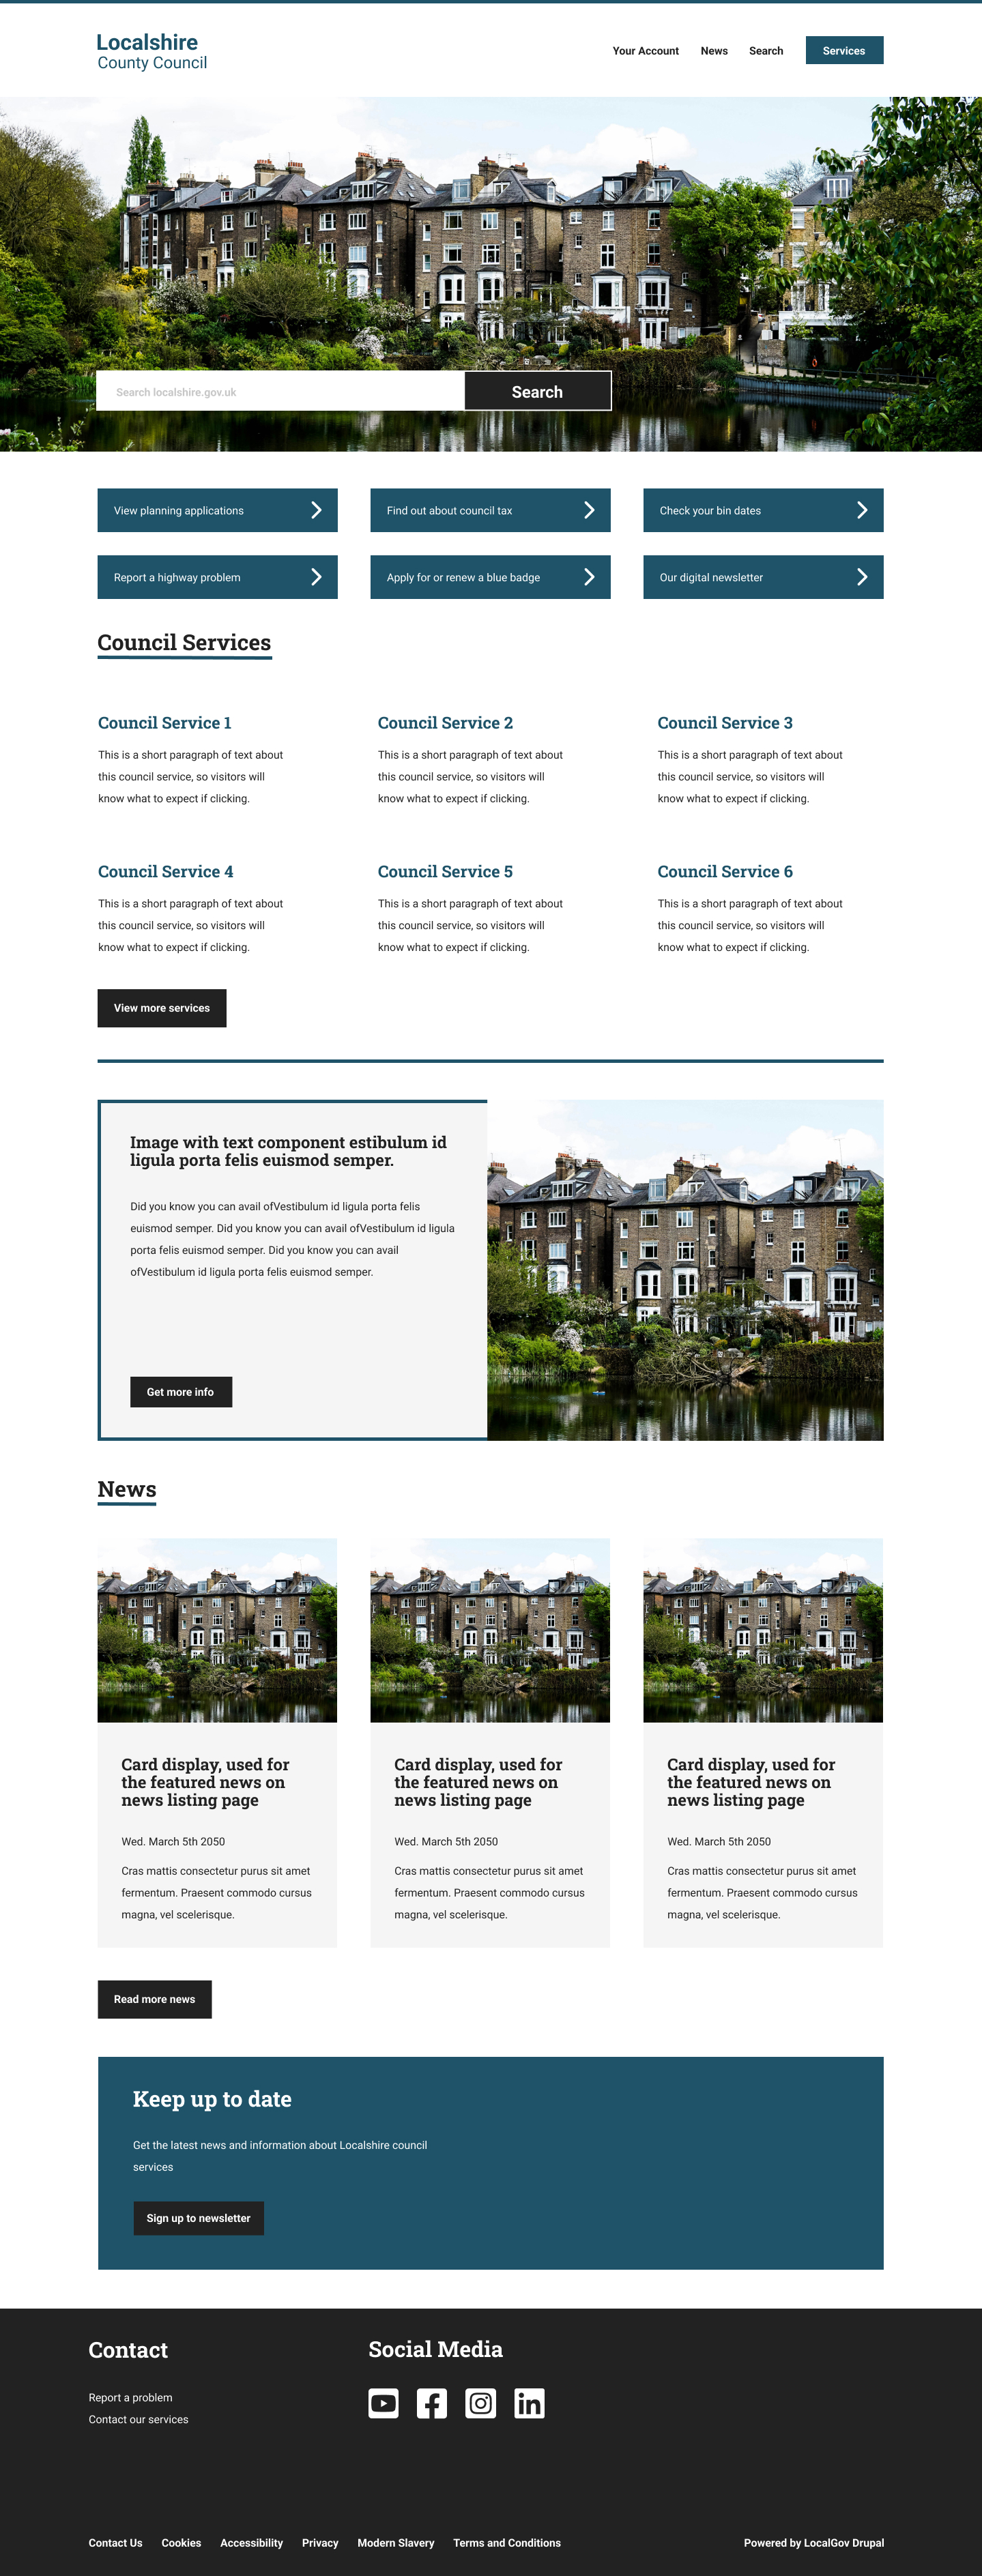 Localshire
County Council
Your Account
News
Search
Services
Search localshire.gov.uk
Search
View planning applications
Find out about council tax
Check your bin dates
Report a highway problem
Apply for or renew a blue badge
Our digital newsletter
Council Services
Council Service 1
This is a short paragraph of text about
this council service, so visitors will
know what to expect if clicking.
Council Service 2
This is a short paragraph of text about
this council service, so visitors will
know what to expect if clicking.
Council Service 3
This is a short paragraph of text about
this council service, so visitors will
know what to expect if clicking.
Council Service 4
This is a short paragraph of text about
this council service, so visitors will
know what to expect if clicking.
Council Service 5
This is a short paragraph of text about
this council service, so visitors will
know what to expect if clicking.
Council Service 6
This is a short paragraph of text about
this council service, so visitors will
know what to expect if clicking.
View more services
Image with text component estibulum id
ligula porta felis euismod semper.
Did you know you can avail ofVestibulum id ligula porta felis
euismod semper. Did you know you can avail ofVestibulum id ligula
porta felis euismod semper. Did you know you can avail
ofVestibulum id ligula porta felis euismod semper.
Get more info
News
Card display, used for
the featured news on
news listing page
Wed. March 5th 2050
Cras mattis consectetur purus sit amet
fermentum. Praesent commodo cursus
magna, vel scelerisque.
Card display, used for
the featured news on
news listing page
Wed. March 5th 2050
Cras mattis consectetur purus sit amet
fermentum. Praesent commodo cursus
magna, vel scelerisque.
Card display, used for
the featured news on
news listing page
Wed. March 5th 2050
Cras mattis consectetur purus sit amet
fermentum. Praesent commodo cursus
magna, vel scelerisque.
Read more news
Keep up to date
Get the latest news and information about Localshire council
services
Sign up to newsletter
Contact
Report a problem
Contact our services
Social Media
in
Contact Us
Cookies
Accessibility
Privacy
Modern Slavery
Terms and Conditions
Powered by LocalGov Drupal